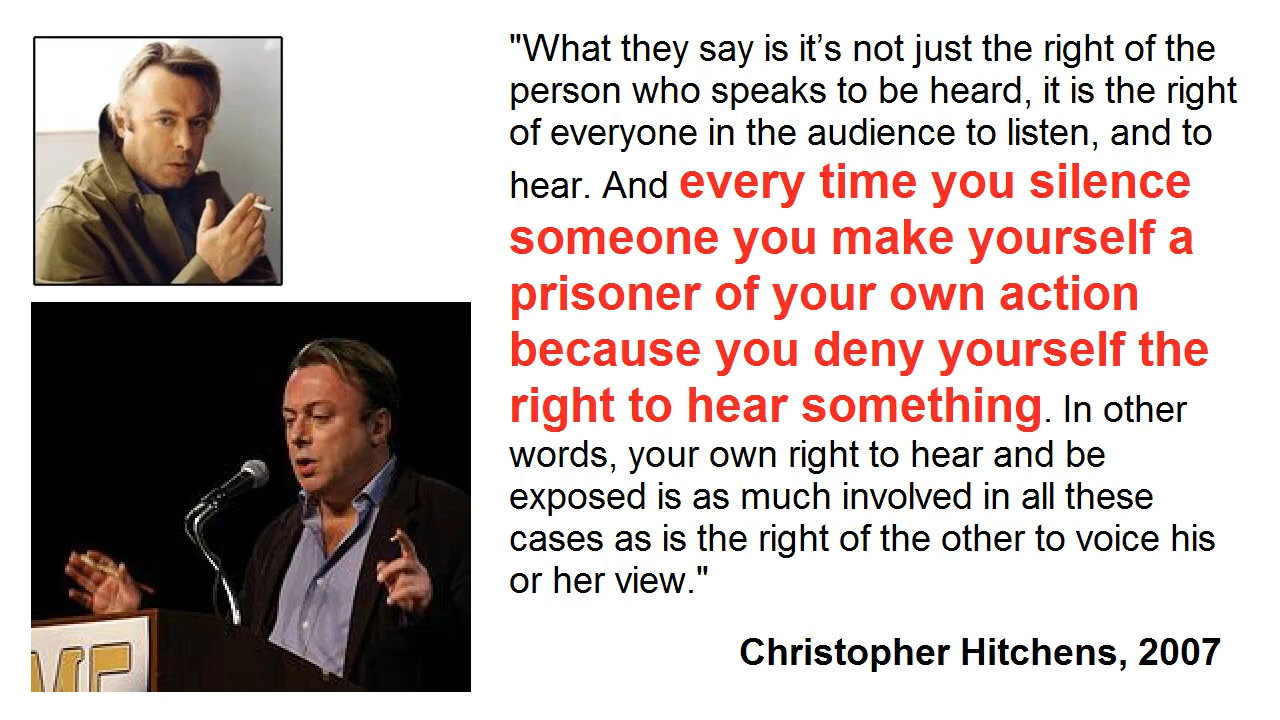 "What they say is it’s not just the right of the
person who speaks to be heard, it is the right
of everyone in the audience to listen, and to
hear. And every time you silence
someone you make yourself a
prisoner of your own action
because you deny yourself the
right to hear something. In other
words, your own right to hear and be
exposed is as much involved in all these
cases as is the right of the other to voice his
or her view."
Christopher Hitchens, 2007